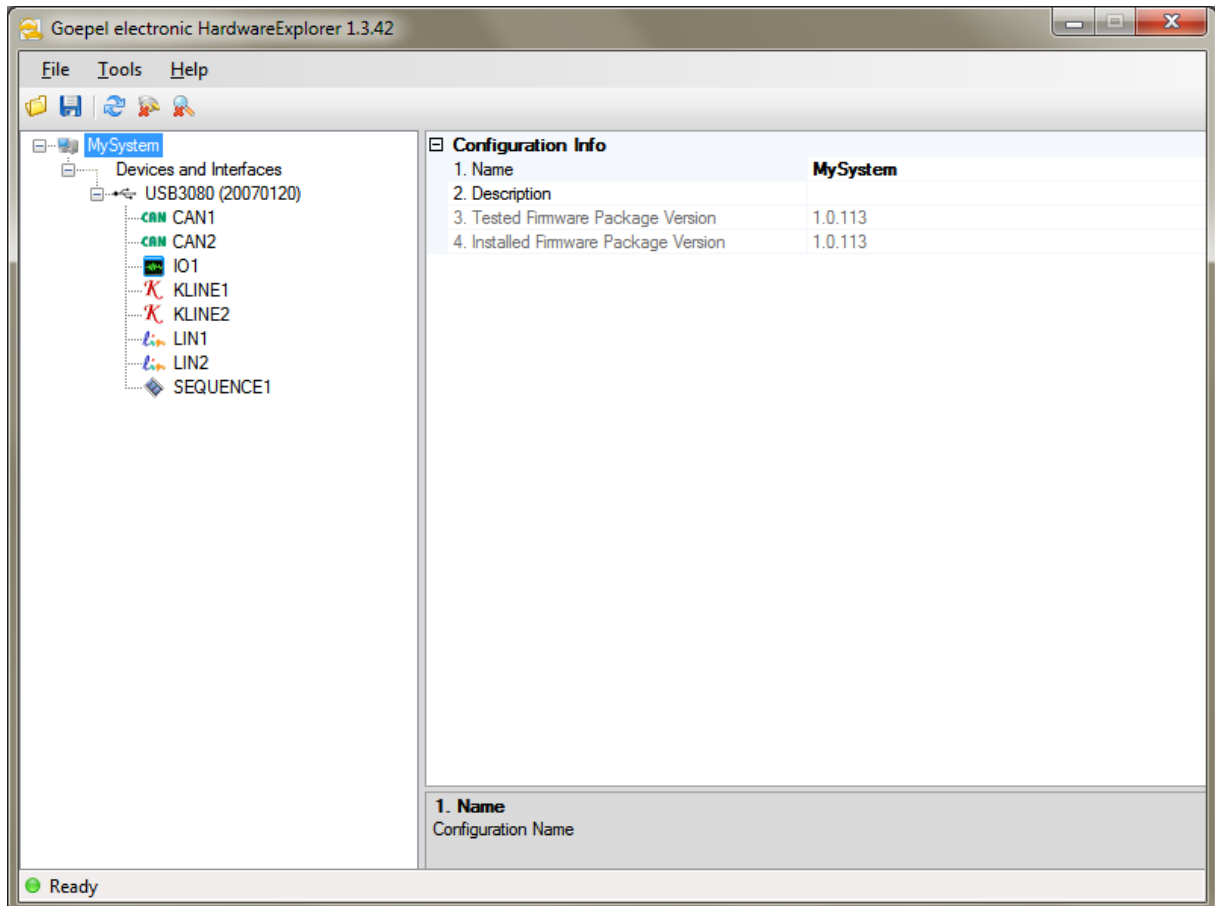 Goepel electronic HardwareExplorer 1.3.42
File Tools Help
MySystem
Devices and Interfaces
USB3080 (20070120)
CAN CAN1
CAN CAN2
IO1
K KLINE1
K KLINE2
Lin LIN1
Lin LIN2
SEQUENCE1
Configuration Info
1. Name MySystem
2. Description
3. Tested Firmware Package Version 1.0.113
4. Installed Firmware Package Version 1.0.113
1. Name
Configuration Name
Ready